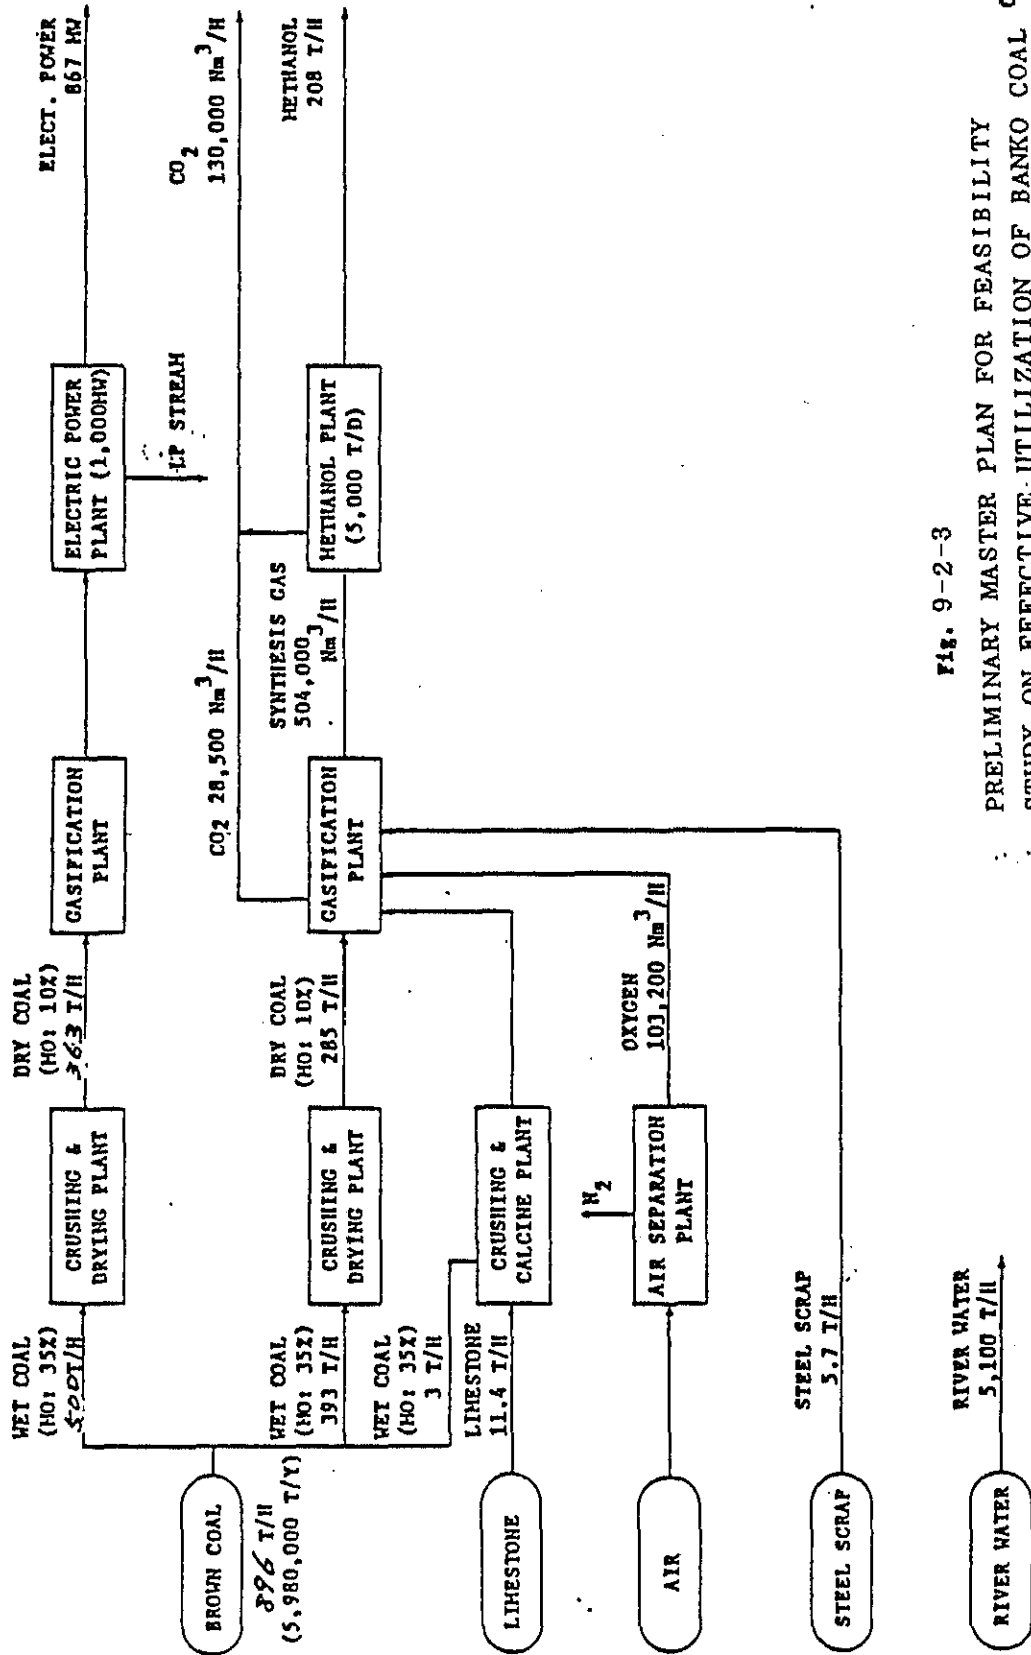 WET COAL
(MO: 35%)
500T/H
CRUSHING &
DRYING PLANT
DRY COAL
(MO: 10%)
363 T/H
GASIFICATION
PLANT
ELECTRIC POWER
PLANT (1,000MW)
ELECT. POWER
867 MW
LP STREAM
BROWN COAL
896 T/H
(5,980,000 T/Y)
WET COAL
(MO: 35%)
393 T/H
CRUSHING &
DRYING PLANT
DRY COAL
(MO: 10%)
285 T/H
GASIFICATION
PLANT
CO2 28,500 Nm3/H
SYNTHESIS GAS
504,000
Nm3/H
METHANOL PLANT
(5,000 T/D)
CO2
130,000 Nm3/H
METHANOL
208 T/H
WET COAL
(MO: 35%)
3 T/H
LIMESTONE
LIMESTONE
11.4 T/H
CRUSHING &
CALCINE PLANT
AIR
AIR SEPARATION
PLANT
N2
OXYGEN
103,200 Nm3/H
STEEL SCRAP
STEEL SCRAP
5.7 T/H
RIVER WATER
RIVER WATER
5,100 T/H
Fig. 9-2-3
PRELIMINARY MASTER PLAN FOR FEASIBILITY
STUDY ON EFFECTIVE UTILIZATION OF BANKO COAL